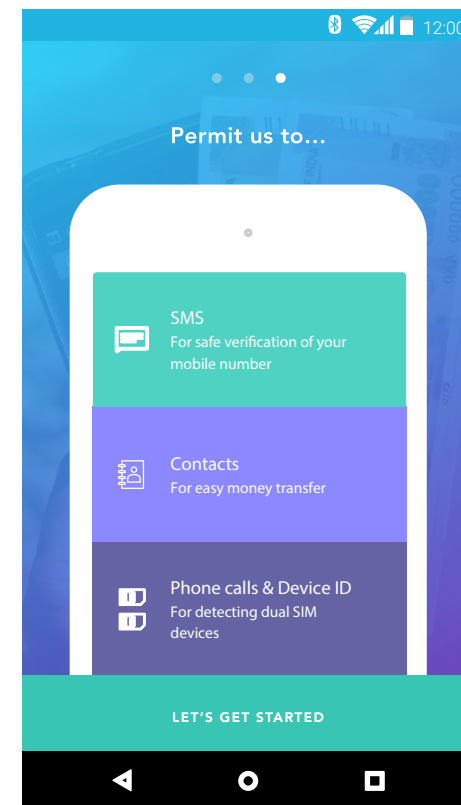 12:00
Permit us to...
SMS
For safe verification of your
mobile number
Contacts
For easy money transfer
Phone calls & Device ID
For detecting dual SIM
devices
LET'S GET STARTED